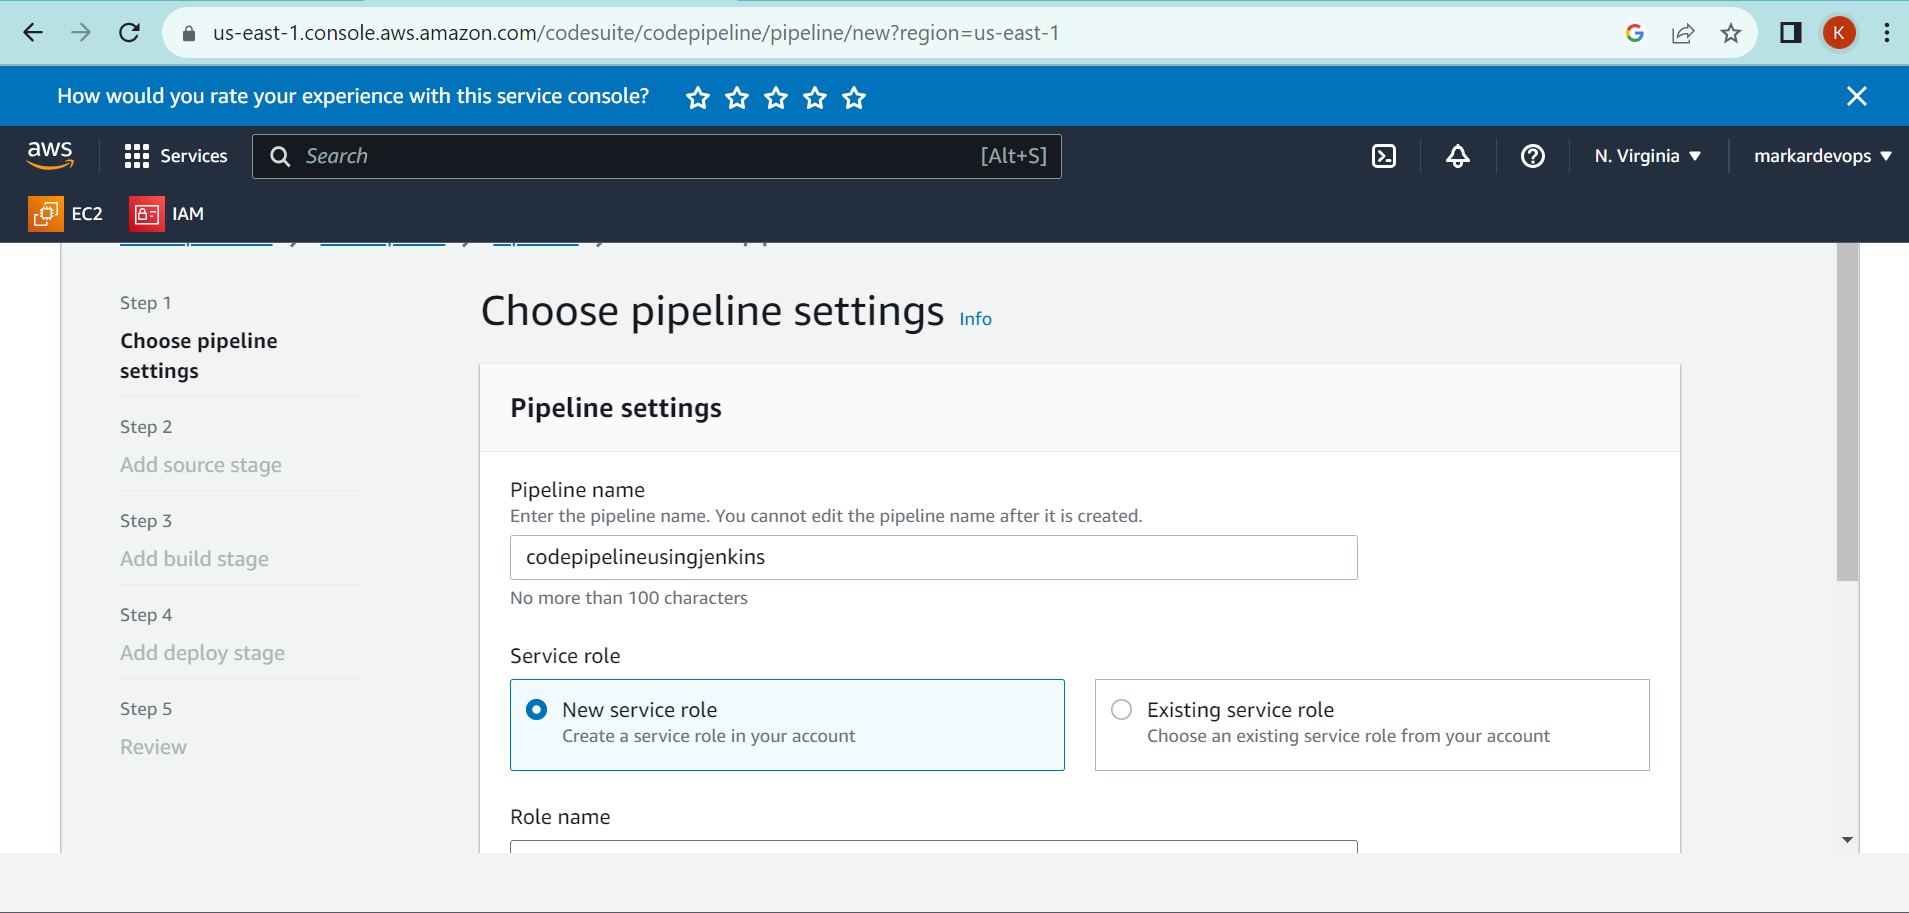 us-east-1.console.aws.amazon.com/codesuite/codepipeline/pipeline/new?region=us-east-1
K
How would you rate your experience with this service console?
aws
Services
Search
[Alt+S]
N. Virginia
markardevops
EC2
IAM
Step 1
Choose pipeline
settings
Step 2
Add source stage
Step 3
Add build stage
Step 4
Add deploy stage
Step 5
Review
Choose pipeline settings Info
Pipeline settings
Pipeline name
Enter the pipeline name. You cannot edit the pipeline name after it is created.
codepipelineusingjenkins
No more than 100 characters
Service role
New service role
Create a service role in your account
Existing service role
Choose an existing service role from your account
Role name